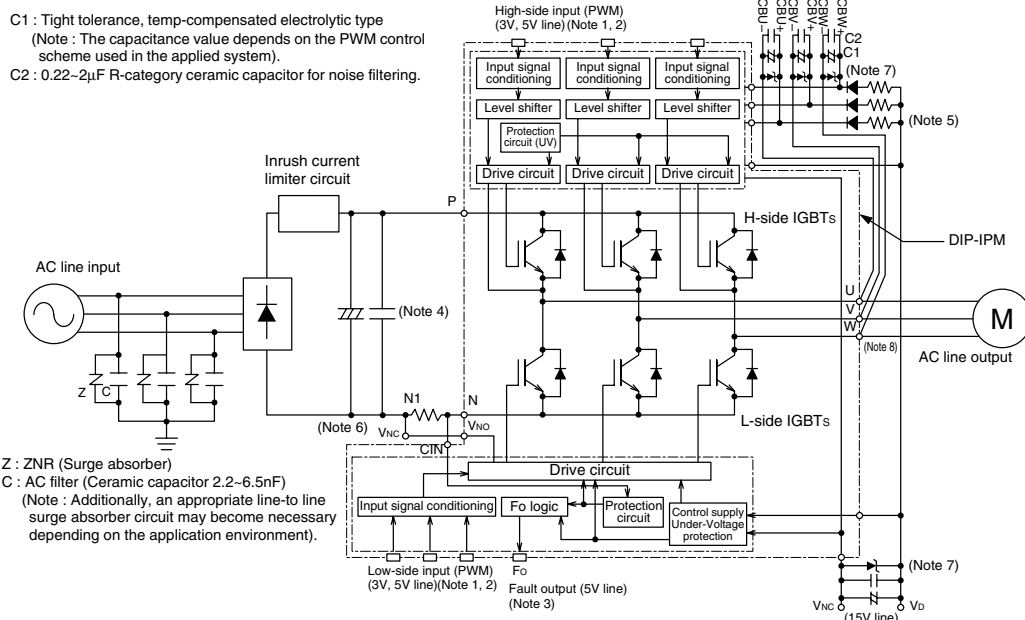 C1 : Tight tolerance, temp-compensated electrolytic type
(Note : The capacitance value depends on the PWM control
scheme used in the applied system).
C2 : 0.22~2μF R-category ceramic capacitor for noise filtering.
High-side input (PWM)
(3V, 5V line) (Note 1, 2)
CBU-
CBU+
CBV-
CBV+
CBW-
CBW+
C2
C1
(Note 7)
(Note 5)
Input signal
conditioning
Input signal
conditioning
Input signal
conditioning
Level shifter
Level shifter
Level shifter
Protection
circuit (UV)
Drive circuit
Drive circuit
Drive circuit
Inrush current
limiter circuit
P
H-side IGBTS
DIP-IPM
AC line input
(Note 4)
U
V
W
(Note 8)
M
AC line output
Z
C
N1
N
L-side IGBTS
(Note 6)
VNC
VNO
CIN
Z : ZNR (Surge absorber)
C : AC filter (Ceramic capacitor 2.2~6.5nF)
(Note : Additionally, an appropriate line-to line
surge absorber circuit may become necessary
depending on the application environment).
Drive circuit
Input signal conditioning
Fo logic
Protection
circuit
Control supply
Under-Voltage
protection
Low-side input (PWM)
(3V, 5V line)(Note 1, 2)
FO
Fault output (5V line)
(Note 3)
(Note 7)
VNC
VD
(15V line)